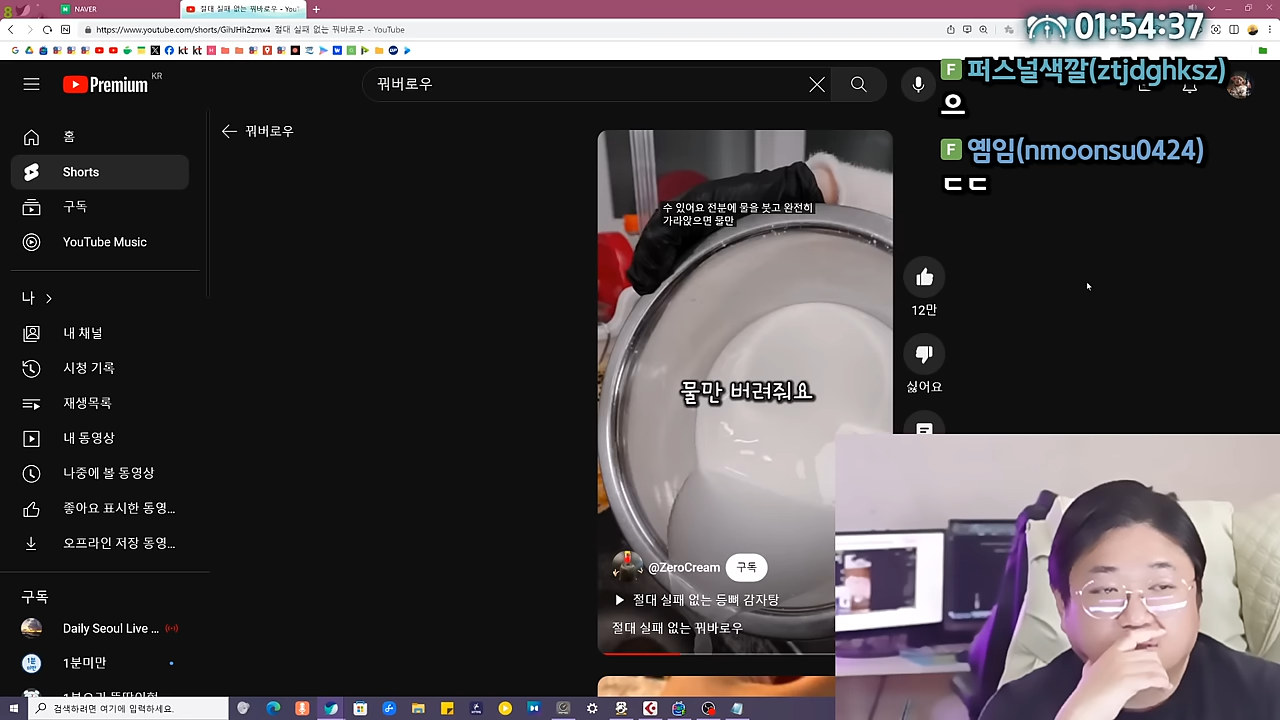 NAVER
절대 실패 없는 꿔바로우 - YouT
https://www.youtube.com/shorts/GihJHh2zmx4 절대 실패 없는 꿔바로우 - YouTube
01:54:37
Premium KR
꿔바로우
F 퍼스널색깔(ztjdghksz)
으
F 옘임(nmoonsu0424)
ㄷㄷ
홈
Shorts
구독
YouTube Music
나
내 채널
시청 기록
재생목록
내 동영상
나중에 볼 동영상
좋아요 표시한 동영...
오프라인 저장 동영...
구독
Daily Seoul Live ...
1분미만
꿔바로우
수 있어요 전분에 물을 붓고 완전히
가라앉으면 물만
물만 버려줘요
12만
싫어요
@ZeroCream 구독
절대 실패 없는 등뼈 감자탕
절대 실패 없는 꿔바로우
검색하려면 여기에 입력하세요.